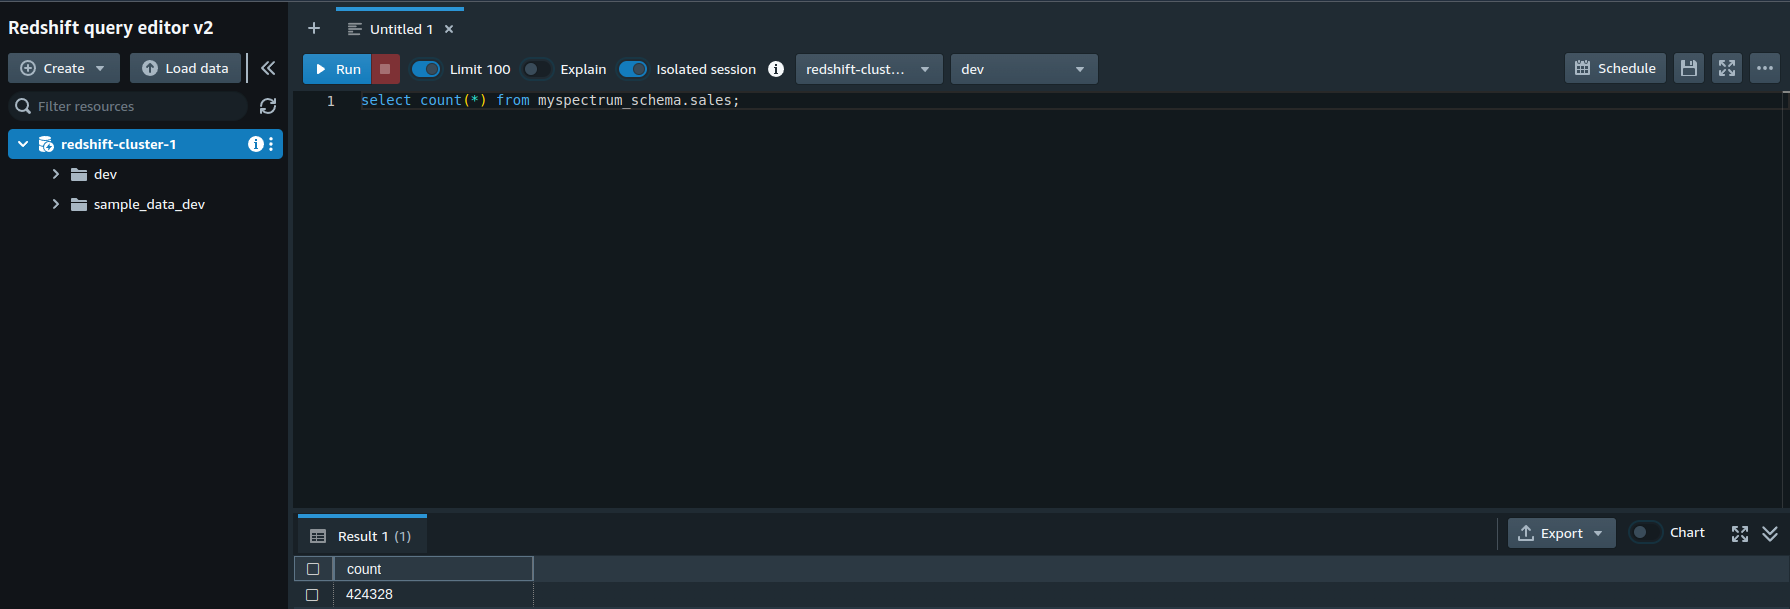 Redshift query editor v2
Create
Load data
Filter resources
redshift-cluster-1
dev
sample_data_dev
Untitled 1
Run
Limit 100
Explain
Isolated session
redshift-clust...
dev
Schedule
1 select count(*) from myspectrum_schema.sales;
Result 1 (1)
Export
Chart
count
424328